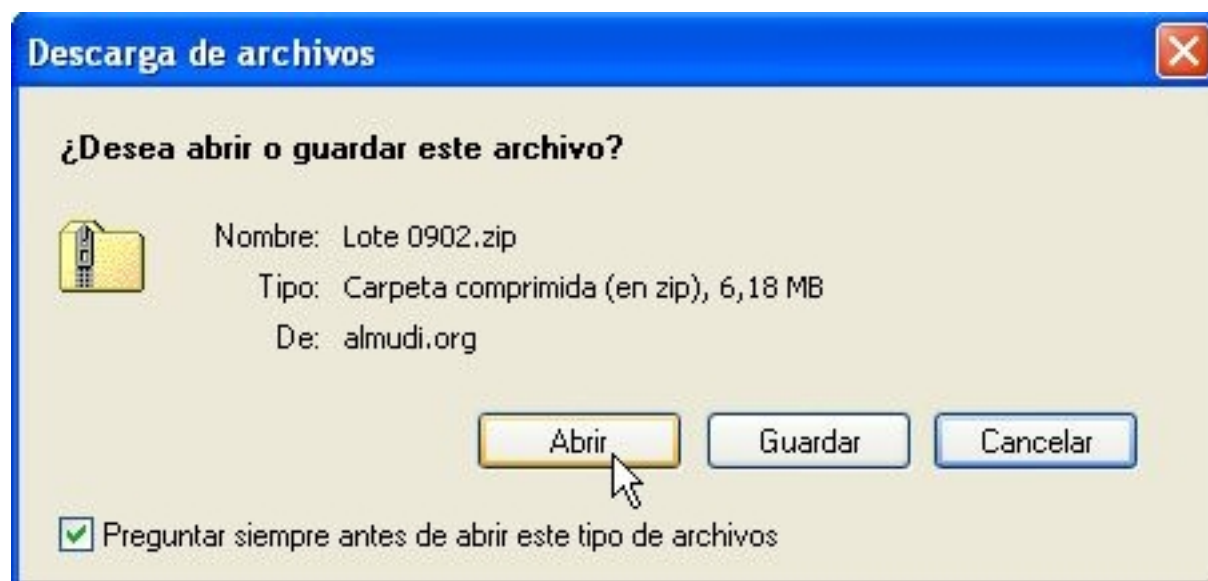 Descarga de archivos
¿Desea abrir o guardar este archivo?
Nombre: Lote 0902.zip
Tipo: Carpeta comprimida (en zip), 6,18 MB
De: almudi.org
Abrir Guardar Cancelar
Preguntar siempre antes de abrir este tipo de archivos